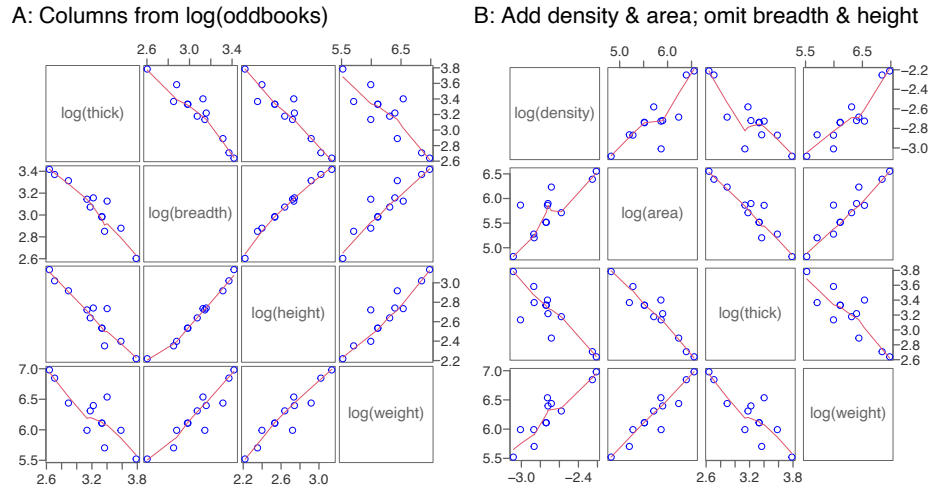 A: Columns from log(oddbooks)
B: Add density & area; omit breadth & height
2.6 3.0 3.4
5.5 6.5
5.0 6.0
5.5 6.5
log(thick)
2.6 2.8 3.0 3.2 3.4 3.6 3.8
log(density)
−3.0 −2.8 −2.6 −2.4 −2.2
2.6 2.8 3.0 3.2 3.4
log(breadth)
5.0 5.5 6.0 6.5
log(area)
log(height)
2.2 2.4 2.6 2.8 3.0
log(thick)
2.6 2.8 3.0 3.2 3.4 3.6 3.8
5.5 6.0 6.5 7.0
log(weight)
5.5 6.0 6.5 7.0
log(weight)
2.6 3.2 3.8
2.2 2.6 3.0
−3.0 −2.4
2.6 3.2 3.8